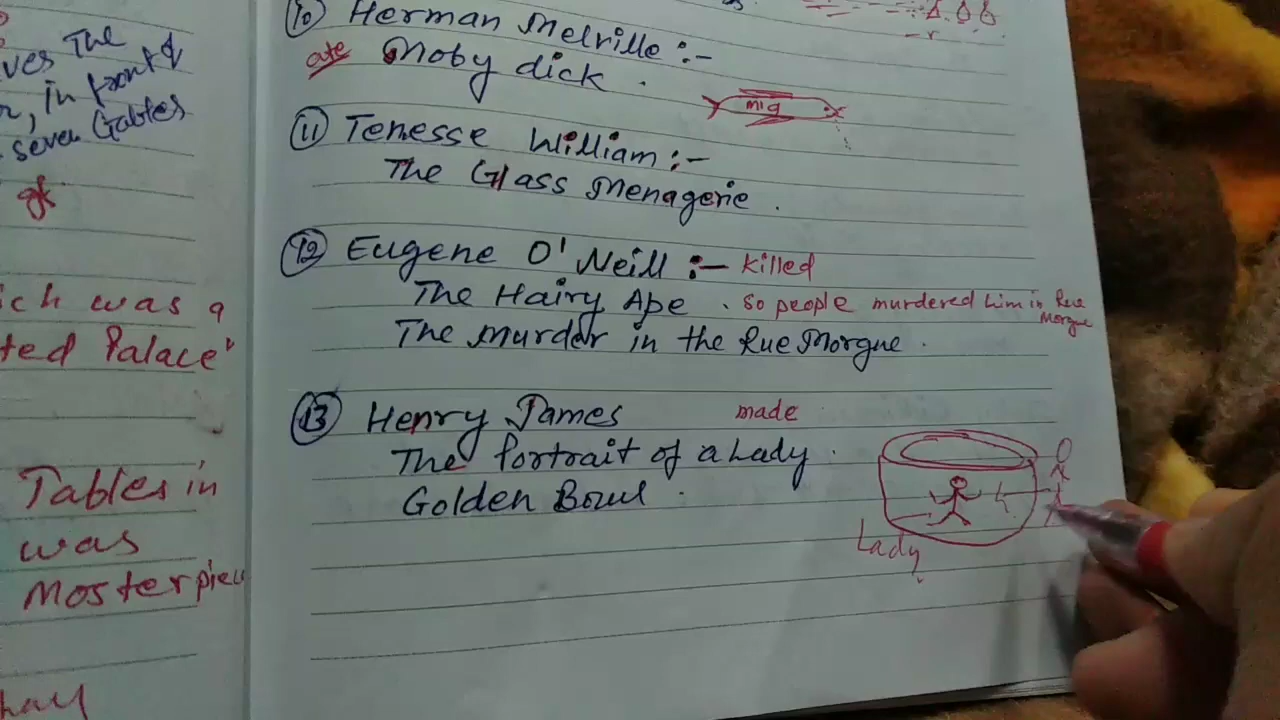 ves The
r, in front of
seven Gables
gf
ich was a
ted Palace"
Tables in
was
Mosterpiece
10 Herman Melville :-
ate Moby dick .
mig
11 Tenesse William :-
The Glass Menagerie .
12 Eugene O' Neill :- killed
The Hairy Ape . So people murdered him in Rue Morgue
The Murder in the Rue Morgue .
13 Henry James made
The Portrait of a Lady .
Golden Bowl .
Lady